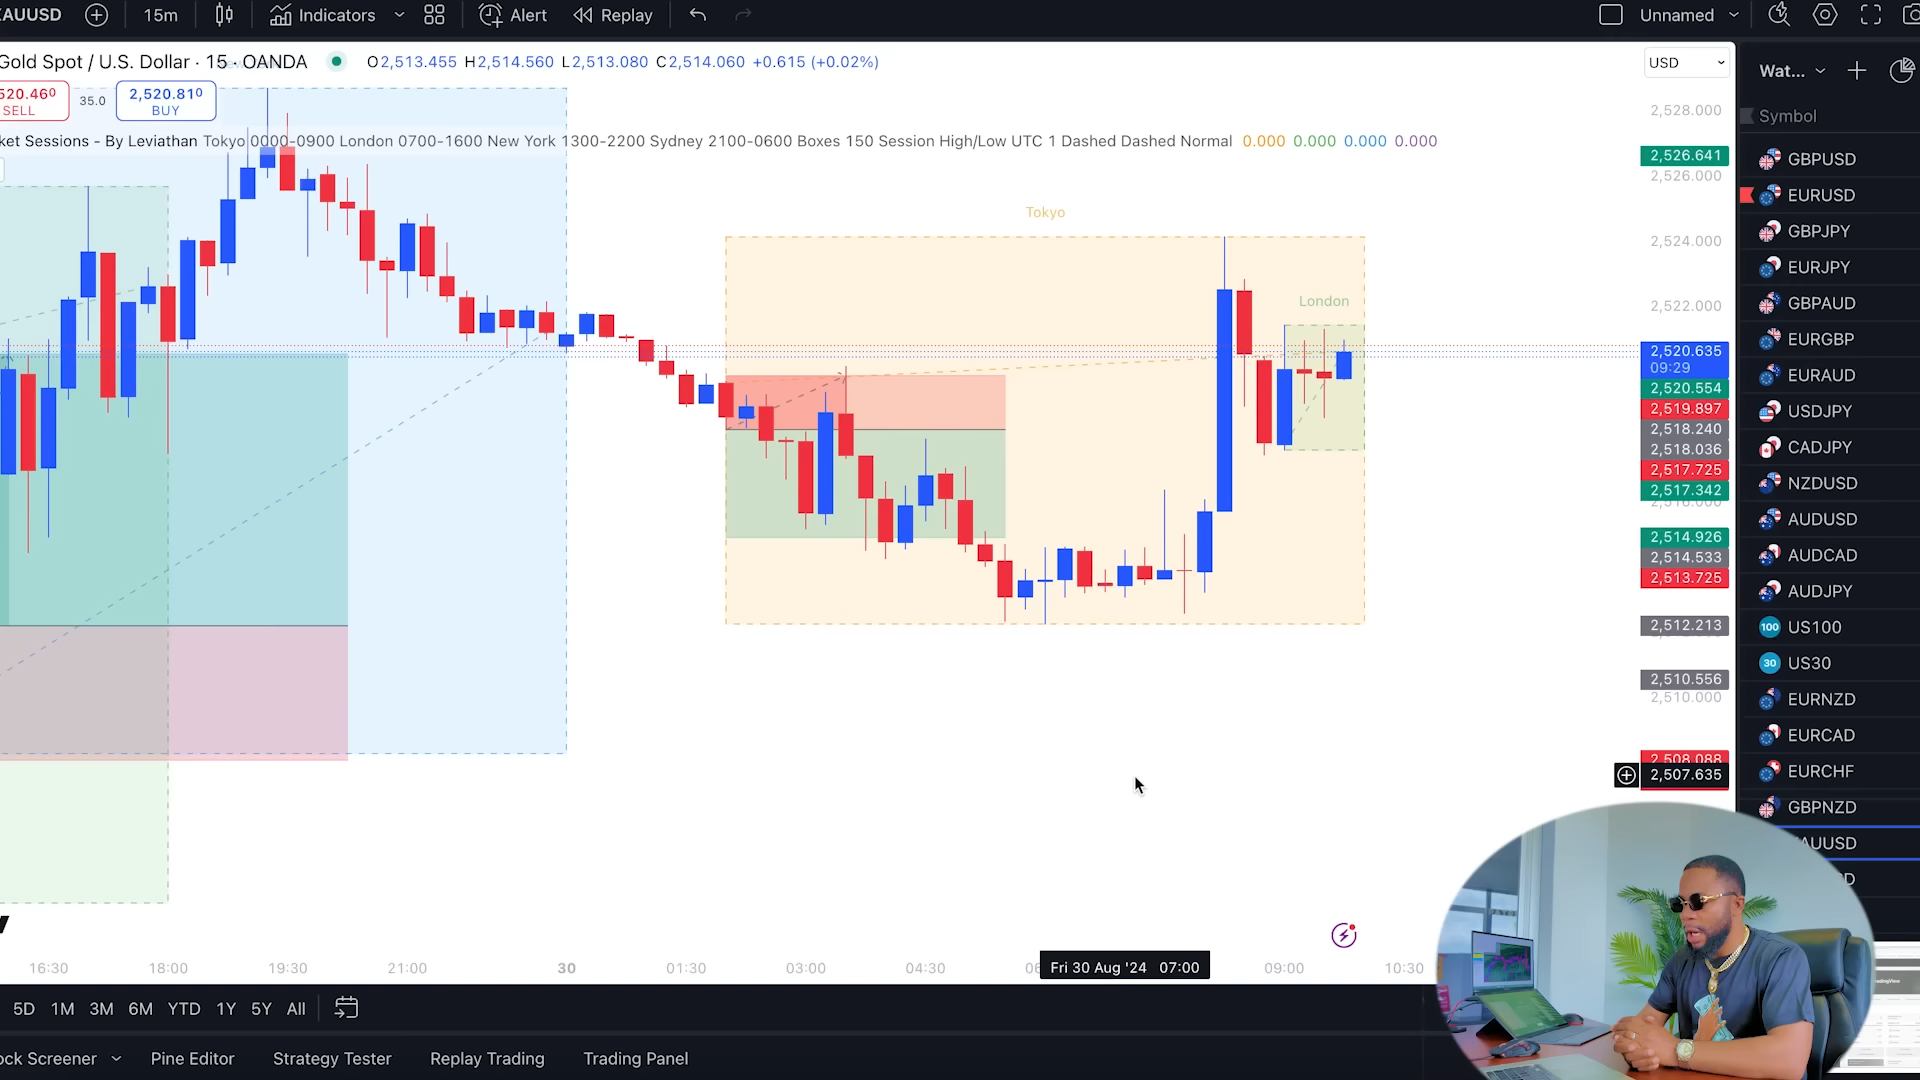 XAUUSD
15m
Indicators
Alert
Replay
Unnamed
Gold Spot / U.S. Dollar · 15 · OANDA
O2,513.455 H2,514.560 L2,513.080 C2,514.060 +0.615 (+0.02%)
520.460
SELL
35.0
2,520.810
BUY
ket Sessions - By Leviathan Tokyo 0000-0900 London 0700-1600 New York 1300-2200 Sydney 2100-0600 Boxes 150 Session High/Low UTC 1 Dashed Dashed Normal 0.000 0.000 0.000 0.000
Tokyo
London
USD
2,528.000
2,526.641
2,526.000
2,524.000
2,522.000
2,520.635
09:29
2,520.554
2,519.897
2,518.240
2,518.036
2,517.725
2,517.342
2,514.926
2,514.533
2,513.725
2,512.213
2,510.556
2,510.000
2,508.088
2,507.635
Wat...
Symbol
GBPUSD
EURUSD
GBPJPY
EURJPY
GBPAUD
EURGBP
EURAUD
USDJPY
CADJPY
NZDUSD
AUDUSD
AUDCAD
AUDJPY
100 US100
30 US30
EURNZD
EURCAD
EURCHF
GBPNZD
AUUSD
D
16:30
18:00
19:30
21:00
30
01:30
03:00
04:30
Fri 30 Aug '24 07:00
09:00
10:30
5D
1M
3M
6M
YTD
1Y
5Y
All
ock Screener
Pine Editor
Strategy Tester
Replay Trading
Trading Panel